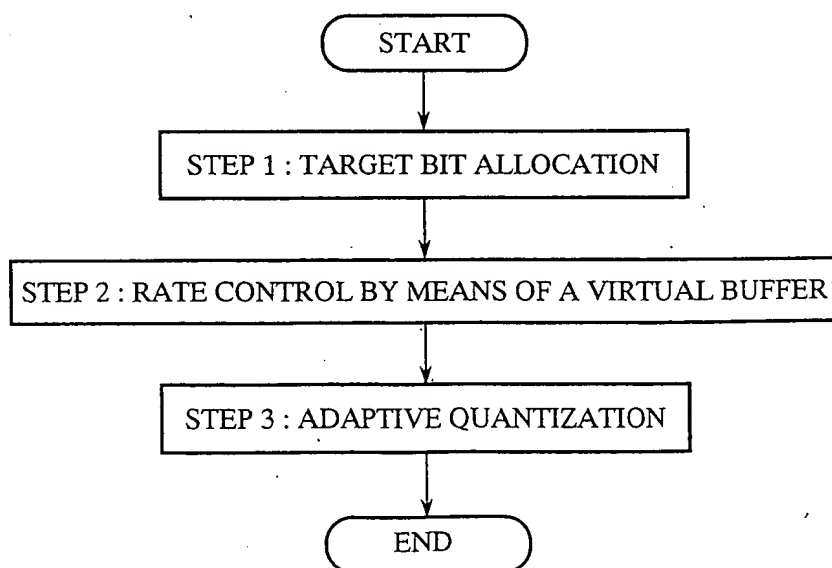 START
STEP 1 : TARGET BIT ALLOCATION
STEP 2 : RATE CONTROL BY MEANS OF A VIRTUAL BUFFER
STEP 3 : ADAPTIVE QUANTIZATION
END